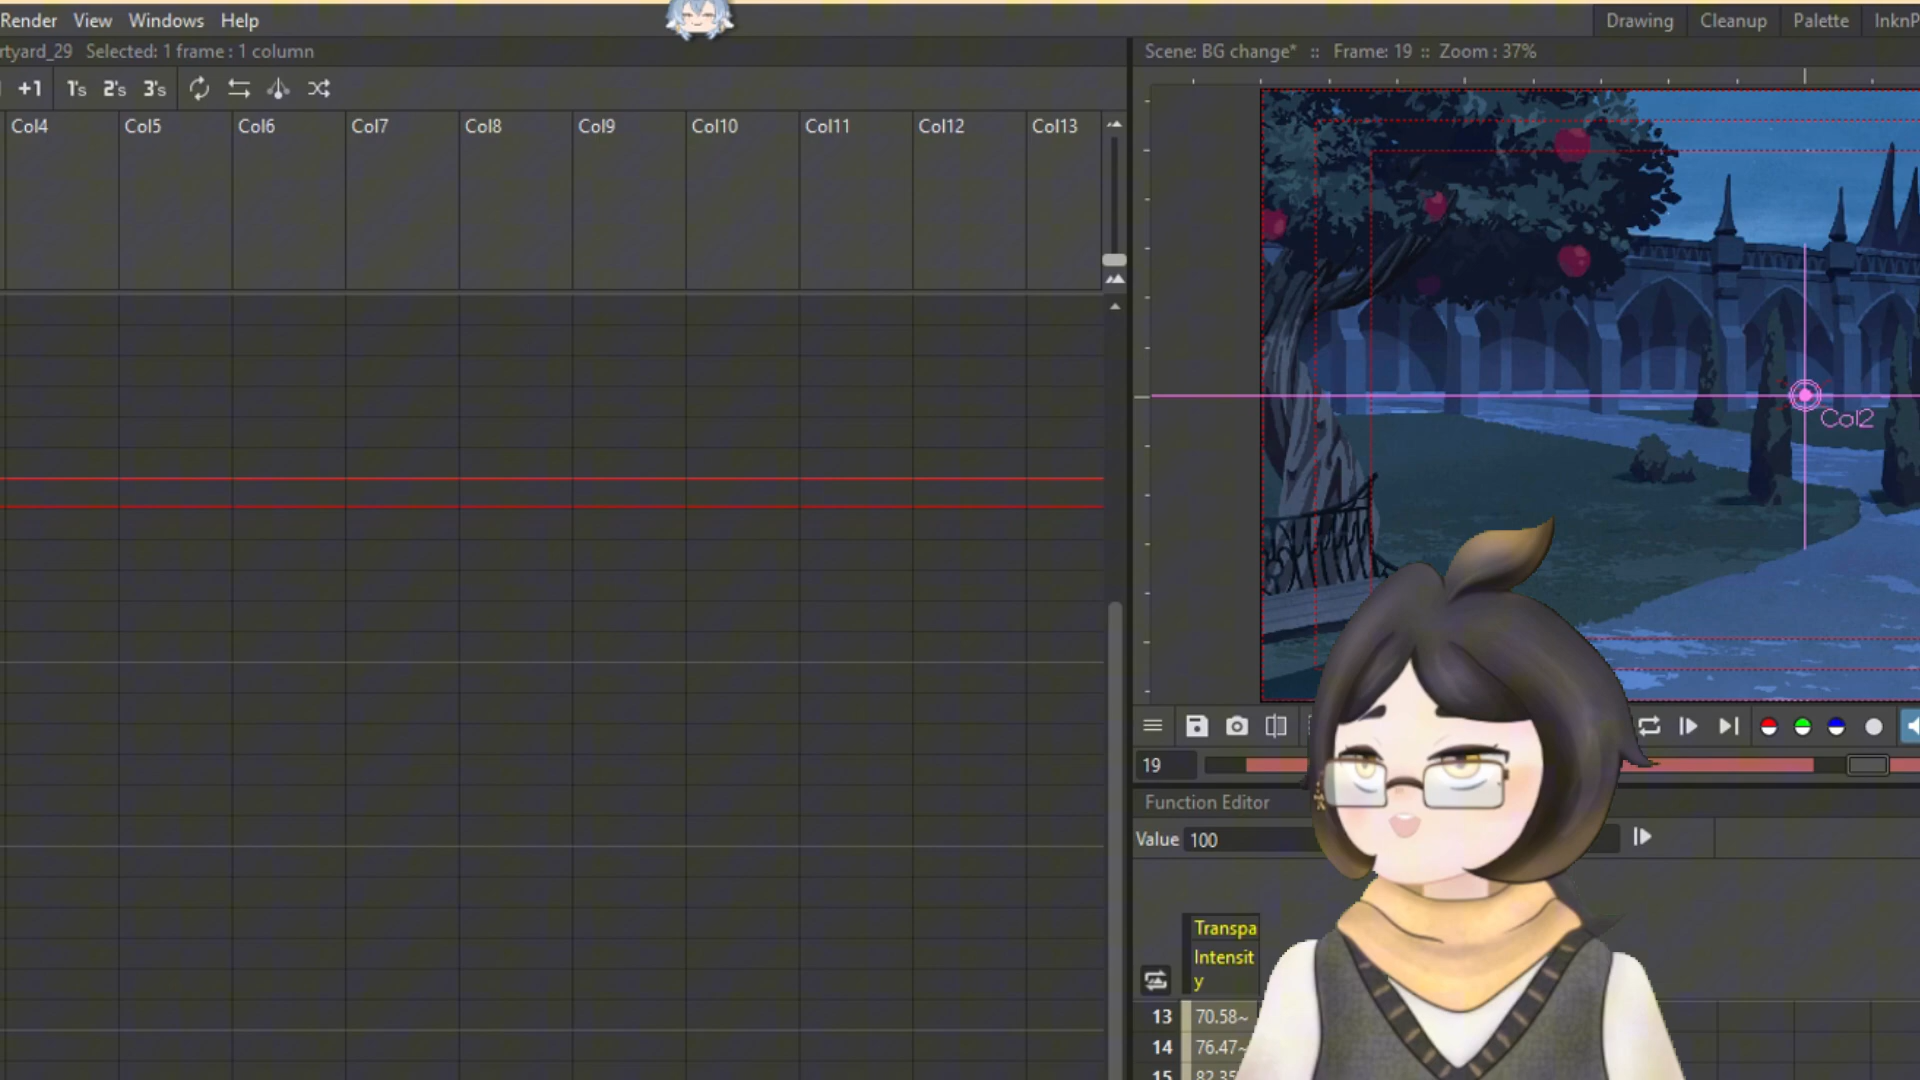 Render View Windows Help
Drawing Cleanup Palette InknP
rtyard_29 Selected: 1 frame : 1 column
Scene: BG change* :: Frame: 19 :: Zoom : 37%
+1 1's 2's 3's
Col4 Col5 Col6 Col7 Col8 Col9 Col10 Col11 Col12 Col13
Col2
19
Function Editor
Value 100
Transpa
Intensit
y
13 70.58~
14 76.47~
15 82.35